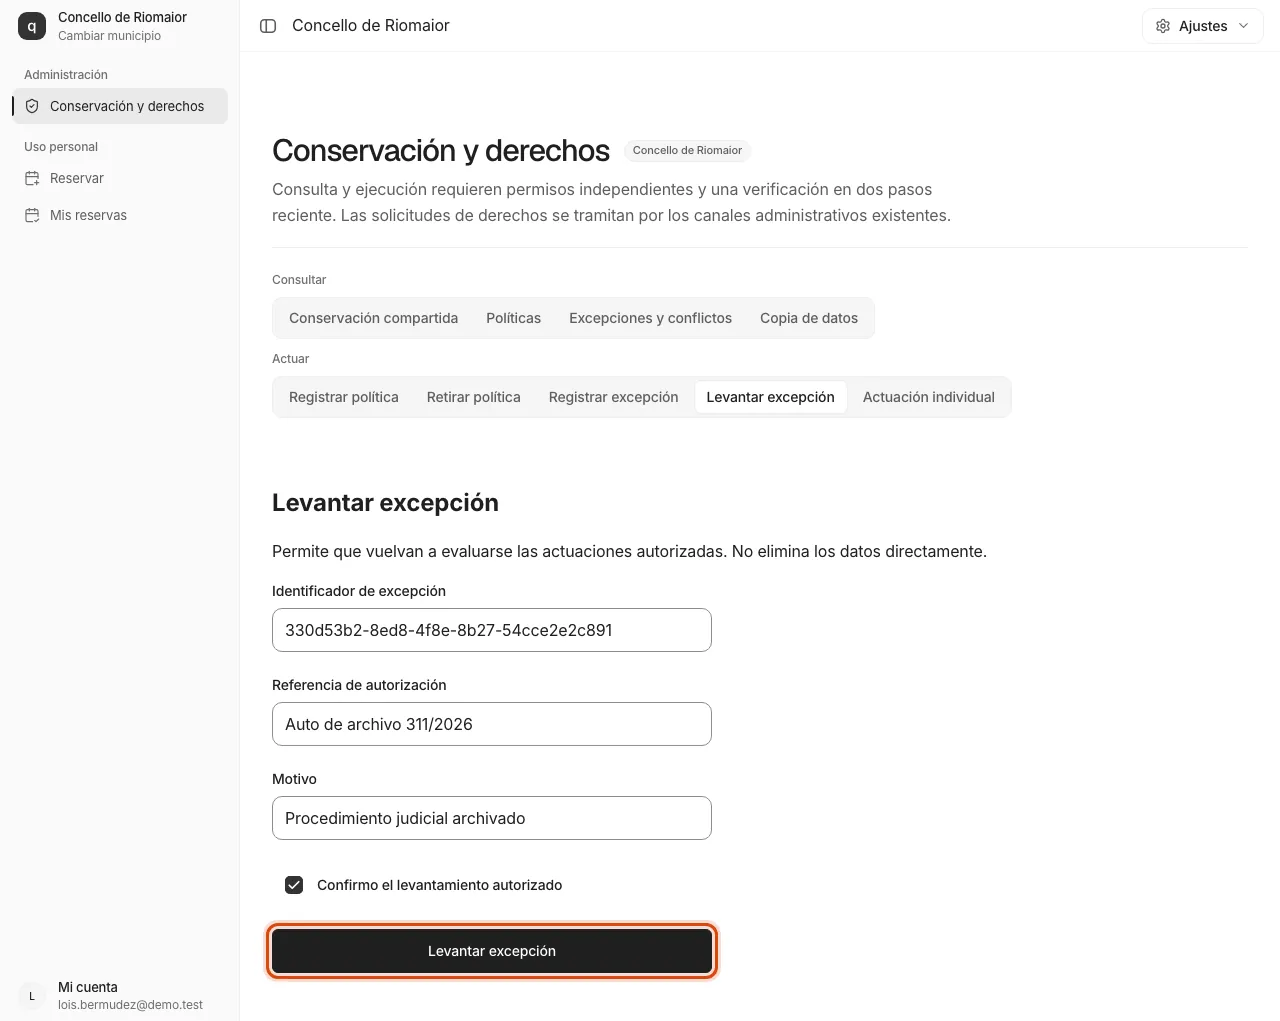 q
Concello de Riomaior
Cambiar municipio
Administración
Conservación y derechos
Uso personal
Reservar
Mis reservas
L
Mi cuenta
lois.bermudez@demo.test
Concello de Riomaior
Ajustes
Conservación y derechos
Concello de Riomaior
Consulta y ejecución requieren permisos independientes y una verificación en dos pasos
reciente. Las solicitudes de derechos se tramitan por los canales administrativos existentes.
Consultar
Conservación compartida
Políticas
Excepciones y conflictos
Copia de datos
Actuar
Registrar política
Retirar política
Registrar excepción
Levantar excepción
Actuación individual
Levantar excepción
Permite que vuelvan a evaluarse las actuaciones autorizadas. No elimina los datos directamente.
Identificador de excepción
330d53b2-8ed8-4f8e-8b27-54cce2e2c891
Referencia de autorización
Auto de archivo 311/2026
Motivo
Procedimiento judicial archivado
Confirmo el levantamiento autorizado
Levantar excepción